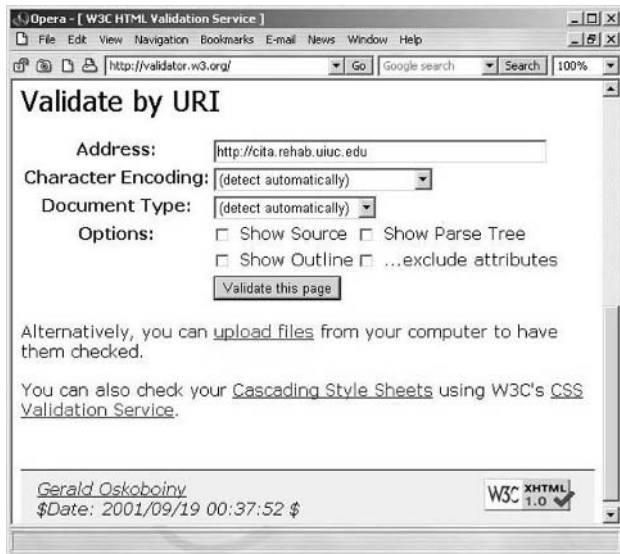 Opera - [ W3C HTML Validation Service ]
File Edit View Navigation Bookmarks E-mail News Window Help
http://validator.w3.org/ Go Google search Search 100%
Validate by URI
Address: http://cita.rehab.uiuc.edu
Character Encoding: (detect automatically)
Document Type: (detect automatically)
Options: Show Source Show Parse Tree
Show Outline ...exclude attributes
Validate this page
Alternatively, you can upload files from your computer to have
them checked.
You can also check your Cascading Style Sheets using W3C's CSS
Validation Service.
Gerald Oskoboiny
$Date: 2001/09/19 00:37:52 $
W3C XHTML
1.0